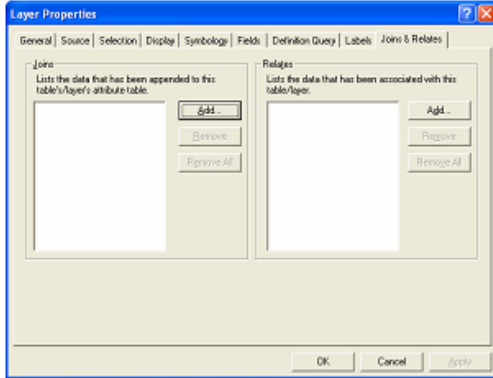 Layer Properties
General Source Selection Display Symbology Fields Definition Query Labels Joins & Relates
Joins
Lists the data that has been appended to this
table's/layer's attribute table.
Add...
Remove
Remove All
Relates
Lists the data that has been associated with this
table/layer.
Add...
Remove
Remove All
OK
Cancel
Apply